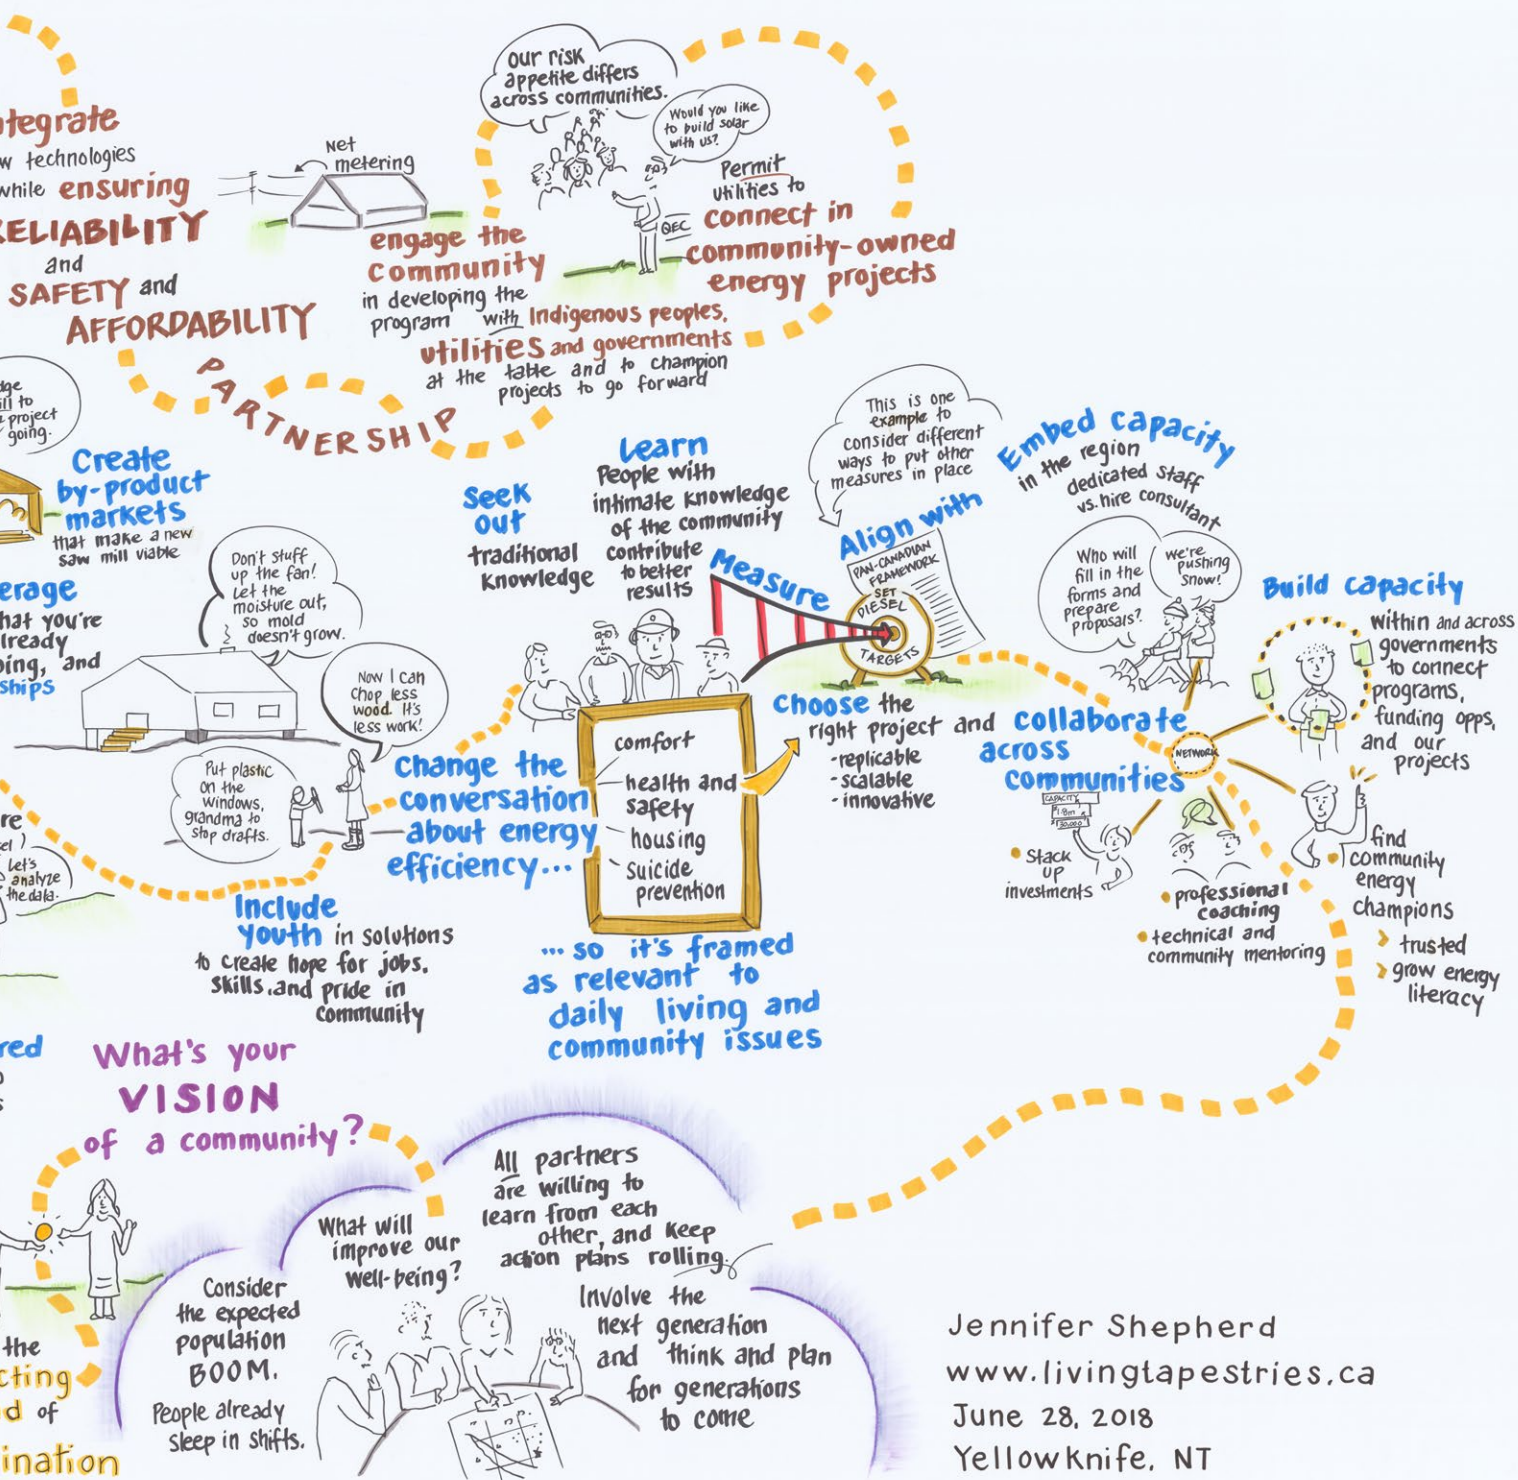 our risk
appetite differs
across communities.
Would you like
to build solar
with us?
QEC
Permit
utilities to
connect in
community-owned
energy projects
Net
metering
technologies
while ensuring
RELIABILITY
and
SAFETY and
AFFORDABILITY
engage the
community
in developing the
program with Indigenous peoples,
utilities and governments
at the table and to champion
projects to go forward
PARTNERSHIP
to
project
going.
Create
by-product
markets
that make a new
saw mill viable
what you're
already
and
Don't stuff
up the fan!
Let the
moisture out,
so mold
doesn't grow.
Now I can
chop less
wood. It's
less work!
Put plastic
on the
windows,
grandma to
stop drafts.
Let's
analyze
the data.
Include
youth in solutions
to create hope for jobs,
skills, and pride in
community
Seek
out
traditional
knowledge
Learn
People with
intimate knowledge
of the community
contribute
to better
results
Change the
conversation
about energy
efficiency...
comfort
health and
safety
housing
suicide
prevention
... so it's framed
as relevant to
daily living and
community issues
Measure
This is one
example to
consider different
ways to put other
measures in place
Align with
PAN-CANADIAN
FRAMEWORK
SET
DIESEL
TARGETS
Choose the
right project and
-replicable
-scalable
-innovative
Embed capacity
in the region
dedicated staff
vs. hire consultant
Who will
fill in the
forms and
prepare
proposals?
we're
pushing
snow!
collaborate
across
communities
NETWORK
Build capacity
within and across
governments
to connect
programs,
funding opps,
and our
projects
CAPACITY
• Stack
up
investments
• professional
coaching
• technical and
community mentoring
• find
community
energy
champions
> trusted
> grow energy
literacy
What's your
VISION
of a community?
the
of
Consider
the expected
population
BOOM.
People already
sleep in shifts.
What will
improve our
well-being?
All partners
are willing to
learn from each
other, and keep
action plans rolling.
Involve the
next generation
and think and plan
for generations
to come
Jennifer Shepherd
www.livingtapestries.ca
June 28, 2018
Yellowknife, NT